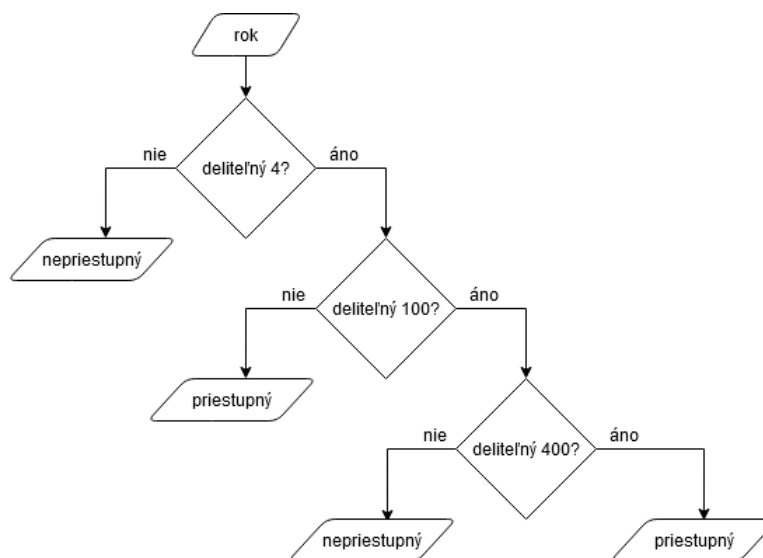 rok
nie
deliteľný 4?
áno
nepriestupný
nie
deliteľný 100?
áno
priestupný
nie
deliteľný 400?
áno
nepriestupný
priestupný